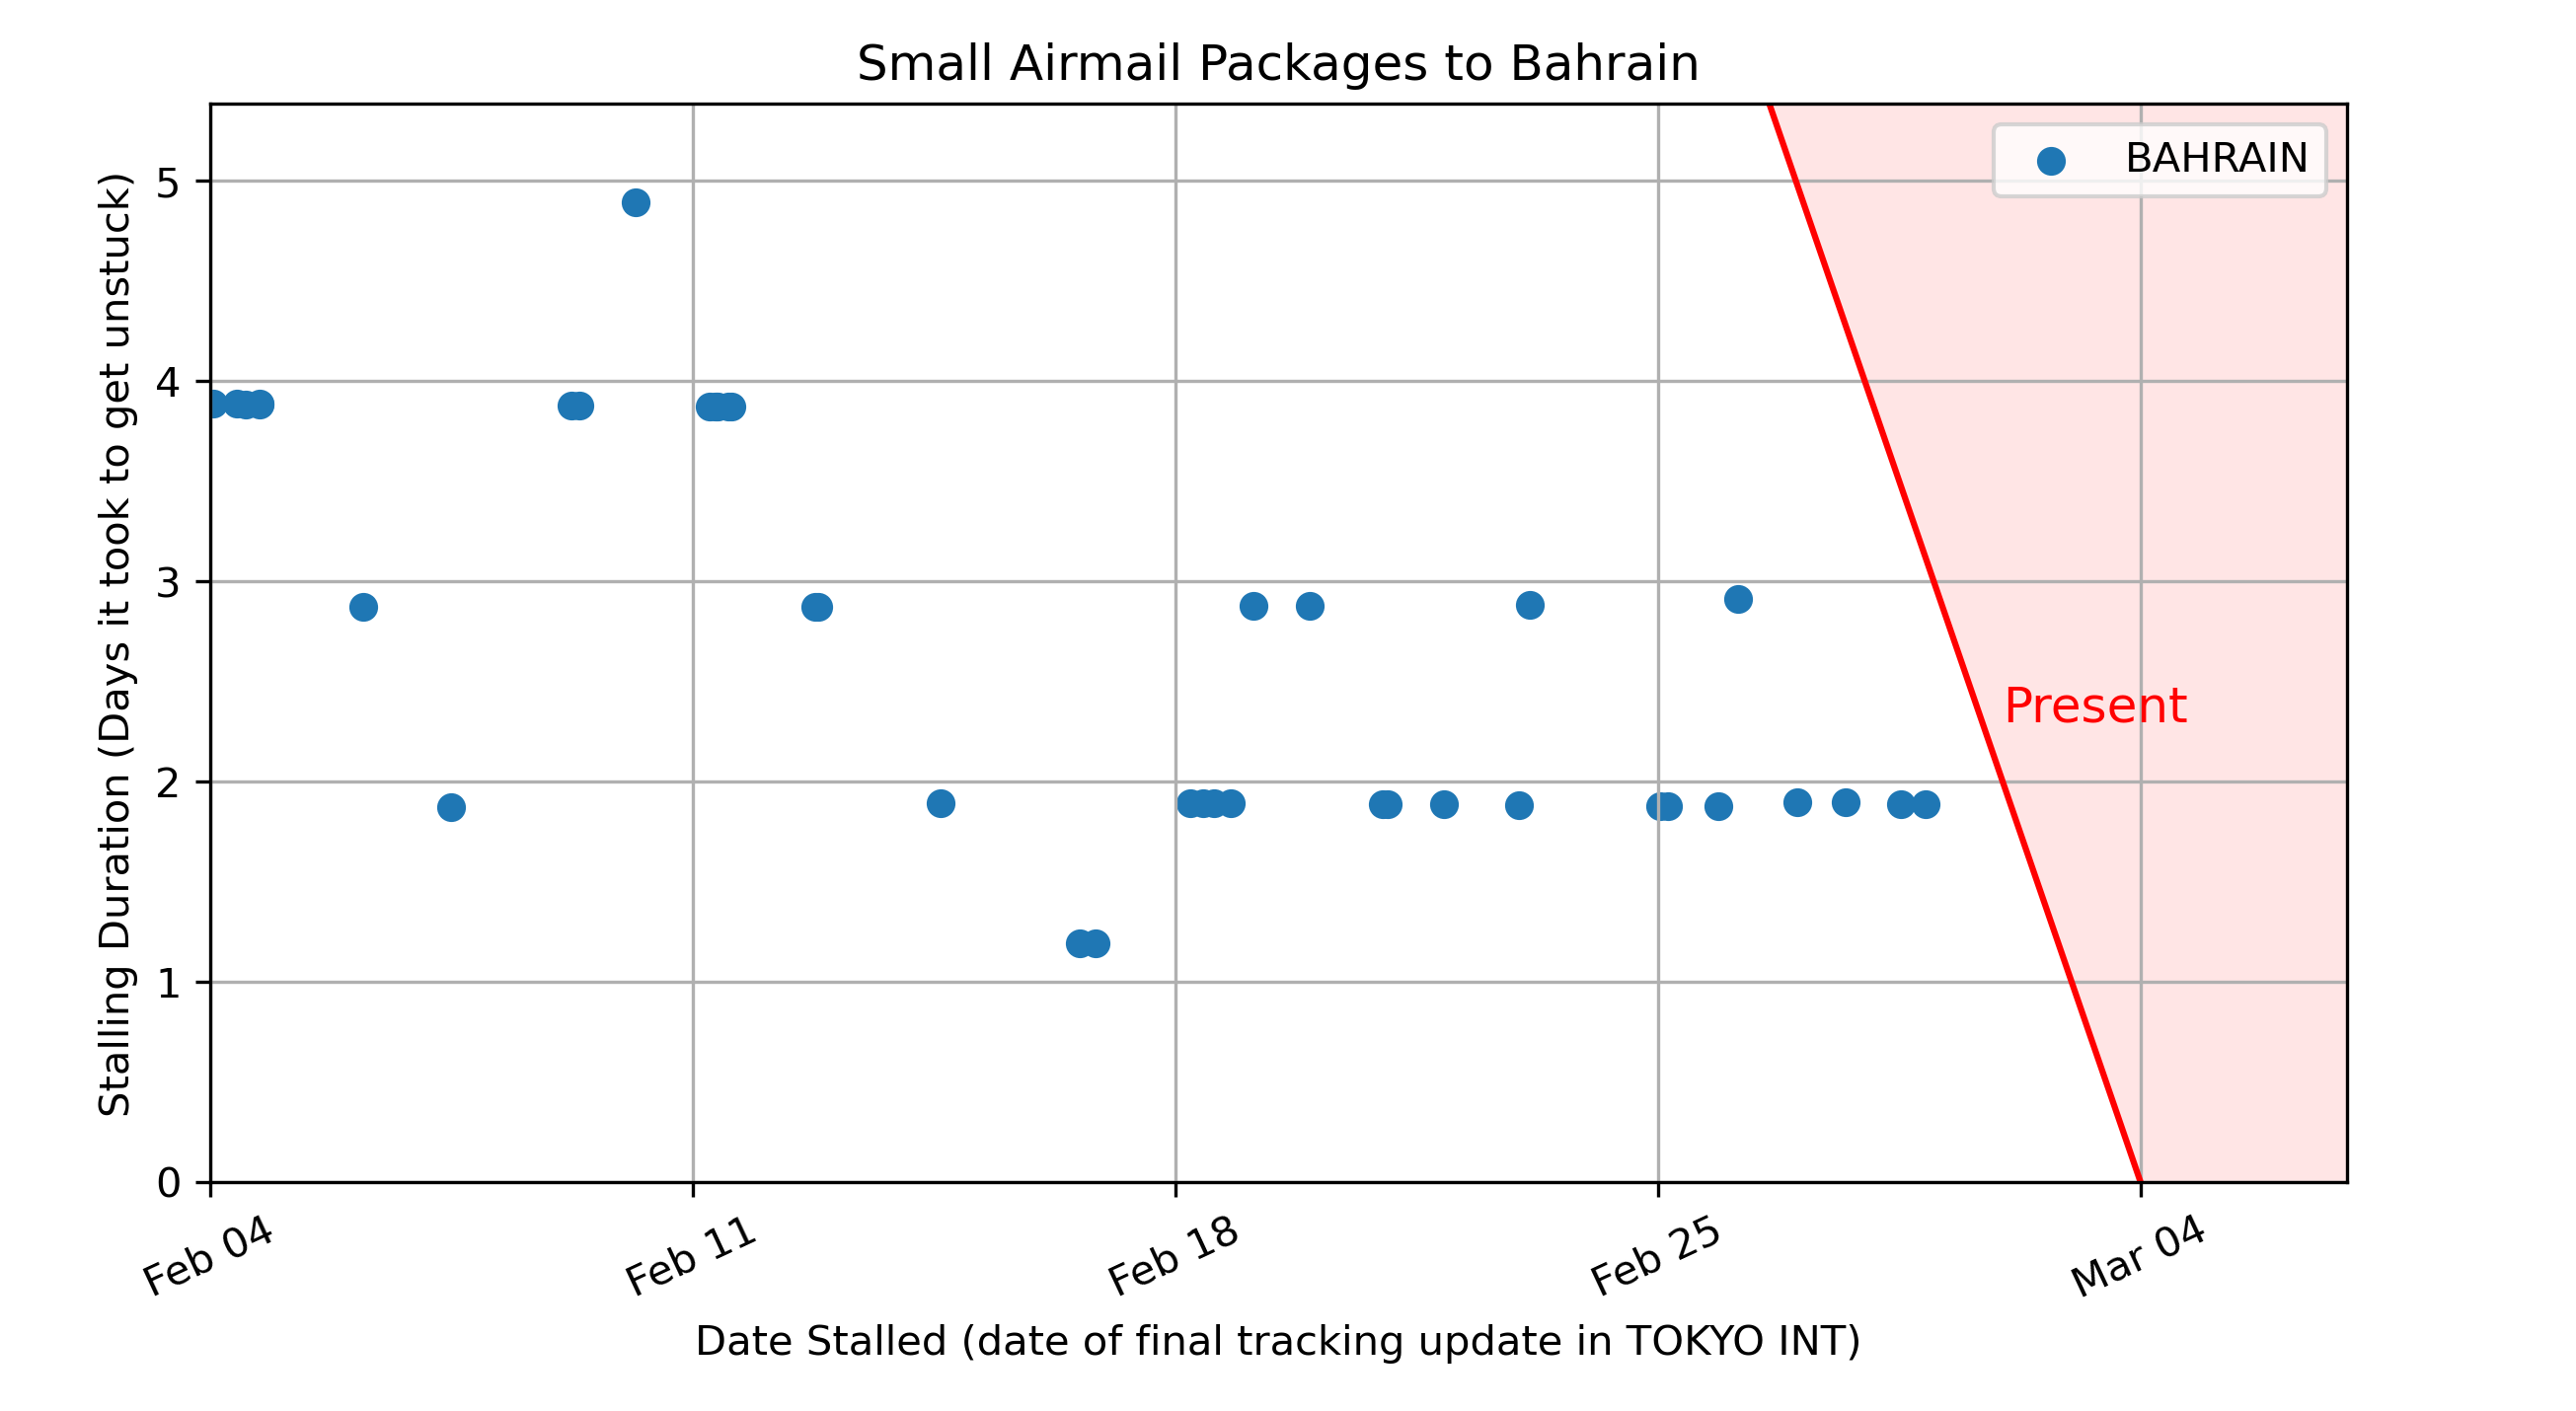 Small Airmail Packages to Bahrain
BAHRAIN
Stalling Duration (Days it took to get unstuck)
5
4
3
2
1
0
Present
Feb 04
Feb 11
Feb 18
Feb 25
Mar 04
Date Stalled (date of final tracking update in TOKYO INT)